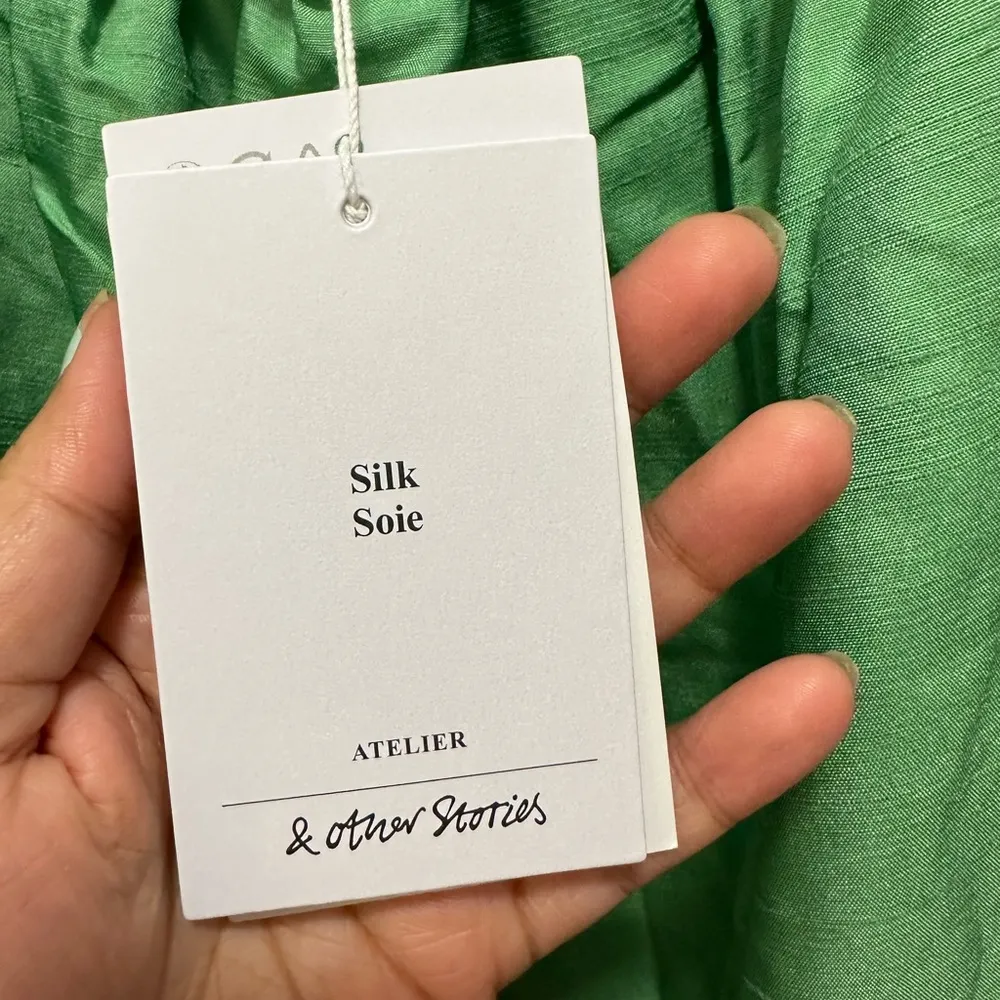 Silk
Soie
ATELIER
& other Stories